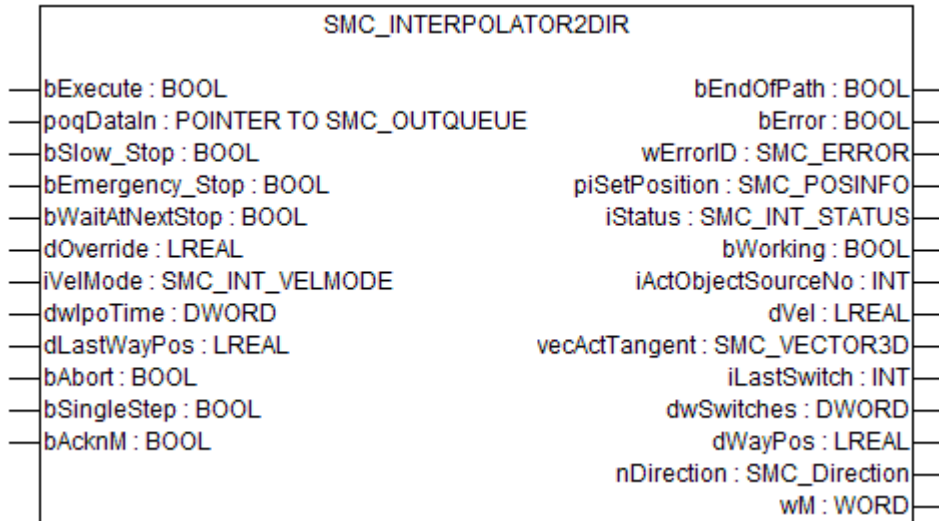 SMC_INTERPOLATOR2DIR
bExecute : BOOL bEndOfPath : BOOL
poqDataIn : POINTER TO SMC_OUTQUEUE bError : BOOL
bSlow_Stop : BOOL wErrorID : SMC_ERROR
bEmergency_Stop : BOOL piSetPosition : SMC_POSINFO
bWaitAtNextStop : BOOL iStatus : SMC_INT_STATUS
dOverride : LREAL bWorking : BOOL
iVelMode : SMC_INT_VELMODE iActObjectSourceNo : INT
dwIpoTime : DWORD dVel : LREAL
dLastWayPos : LREAL vecActTangent : SMC_VECTOR3D
bAbort : BOOL iLastSwitch : INT
bSingleStep : BOOL dwSwitches : DWORD
bAcknM : BOOL dWayPos : LREAL
nDirection : SMC_Direction
wM : WORD